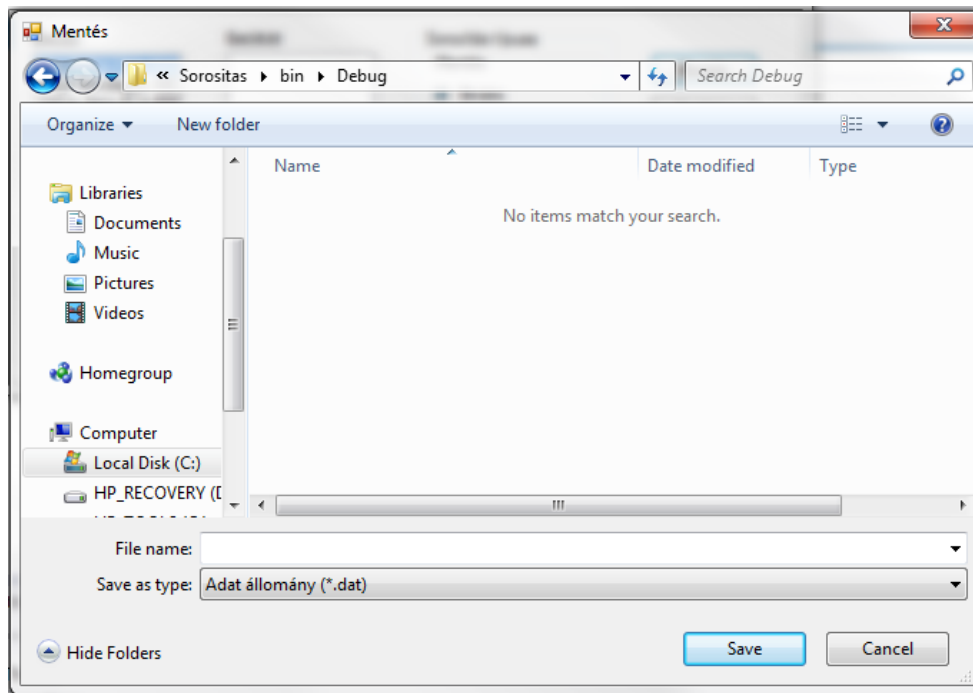 Mentés
« Sorositas ▸ bin ▸ Debug
Search Debug
Organize
New folder
Name
Date modified
Type
No items match your search.
Libraries
Documents
Music
Pictures
Videos
Homegroup
Computer
Local Disk (C:)
HP_RECOVERY (D
File name:
Save as type: Adat állomány (*.dat)
Hide Folders
Save
Cancel